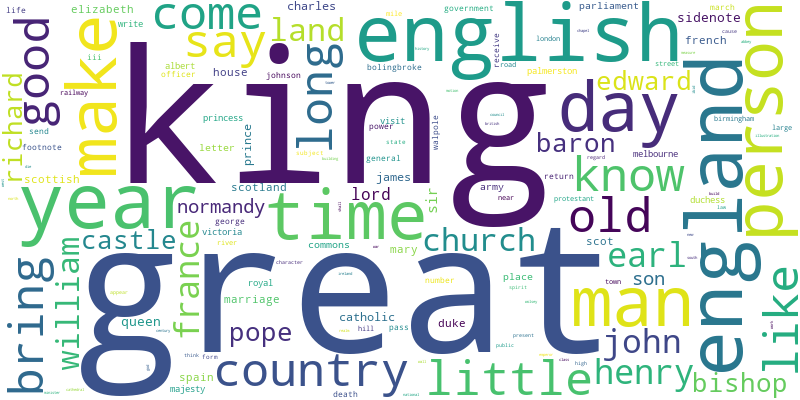 life
elizabeth
charles
government
parliament
march
write
come
say
land
english
sidenote
french
iii
good
make
albert
officer
house
johnson
bolingbroke
palmerston
london
receive
road
street
king
long
day
edward
person
richard
railway
princess
send
letter
footnote
prince
visit
power
walpole
state
general
baron
melbourne
birmingham
large
know
england
scottish
scotland
james
army
return
near
protestant
regard
year
normandy
time
lord
sir
old
duchess
george
victoria
river
commons
mary
castle
france
church
scot
earl
william
bring
great
royal
marriage
number
place
spirit
son
town
man
like
queen
pope
catholic
hill
pass
duke
character
present
public
john
country
think
form
high
spain
majesty
death
little
henry
bishop